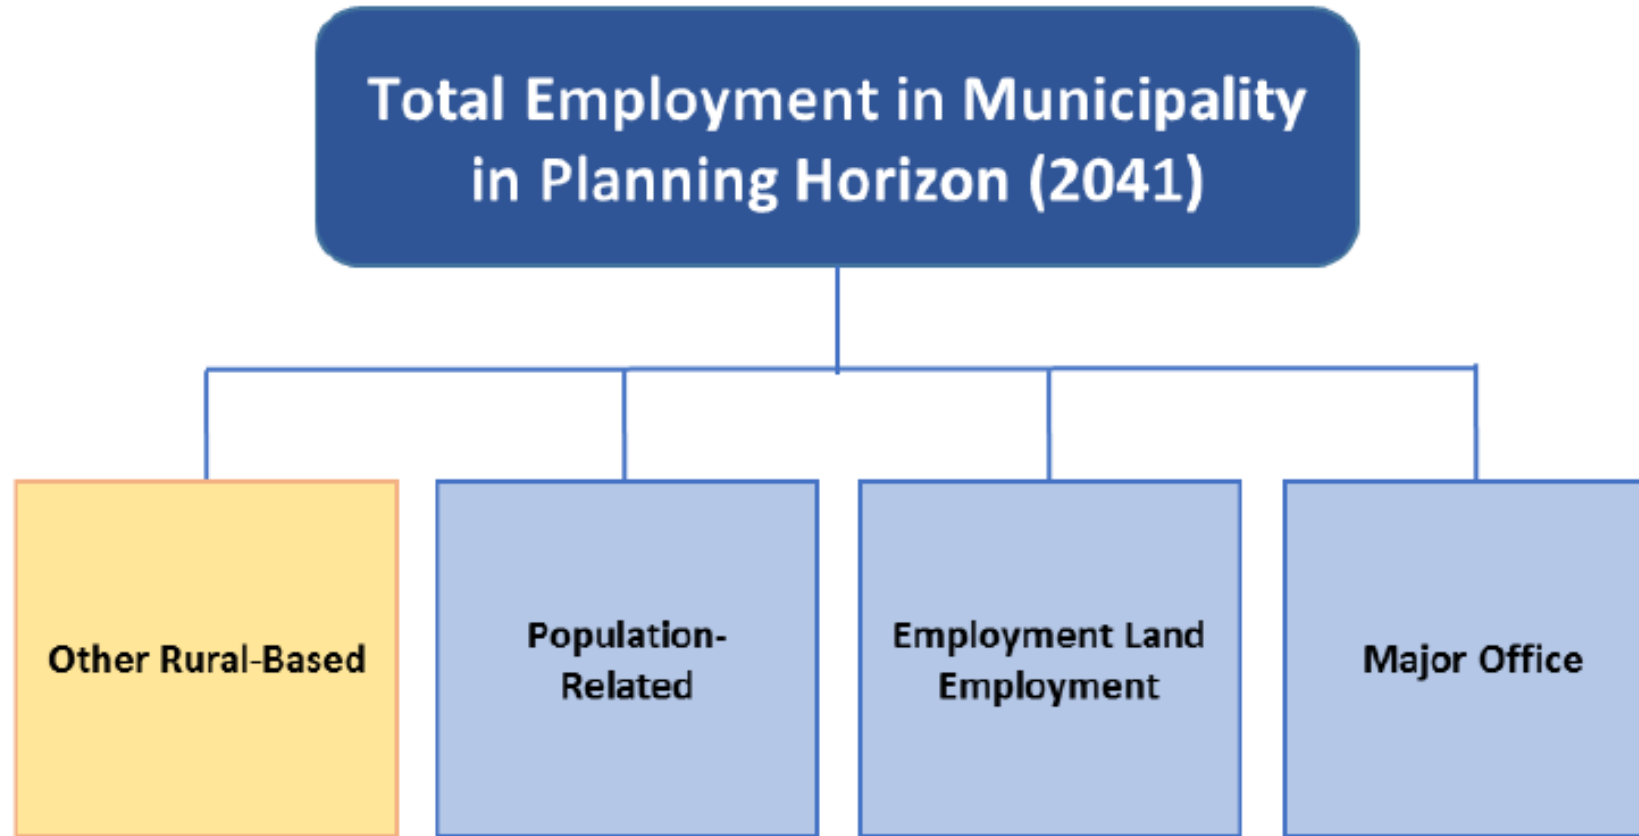 Total Employment in Municipality
in Planning Horizon (2041)
Other Rural-Based
Population-
Related
Employment Land
Employment
Major Office